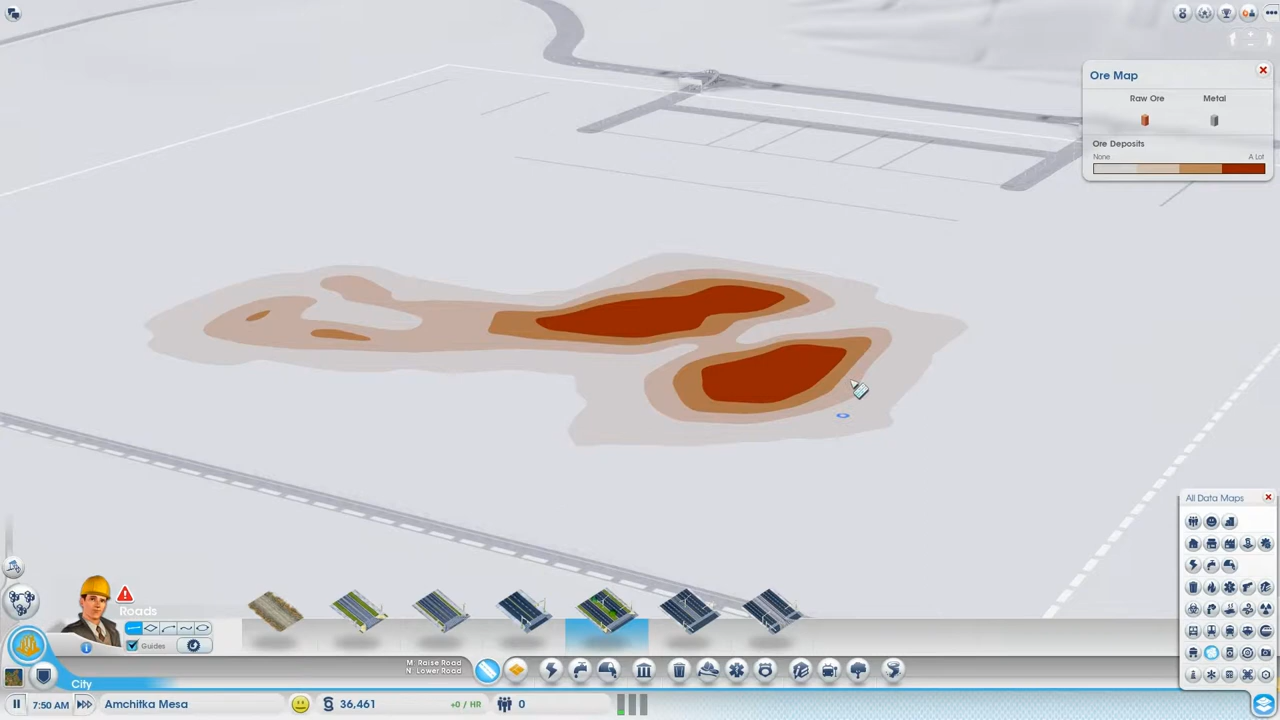 Ore Map
Raw Ore Metal
Ore Deposits
None A Lot
All Data Maps
Roads
Guides
M: Raise Road
N: Lower Road
City
7:50 AM Amchitka Mesa 36,461 +0 / HR 0